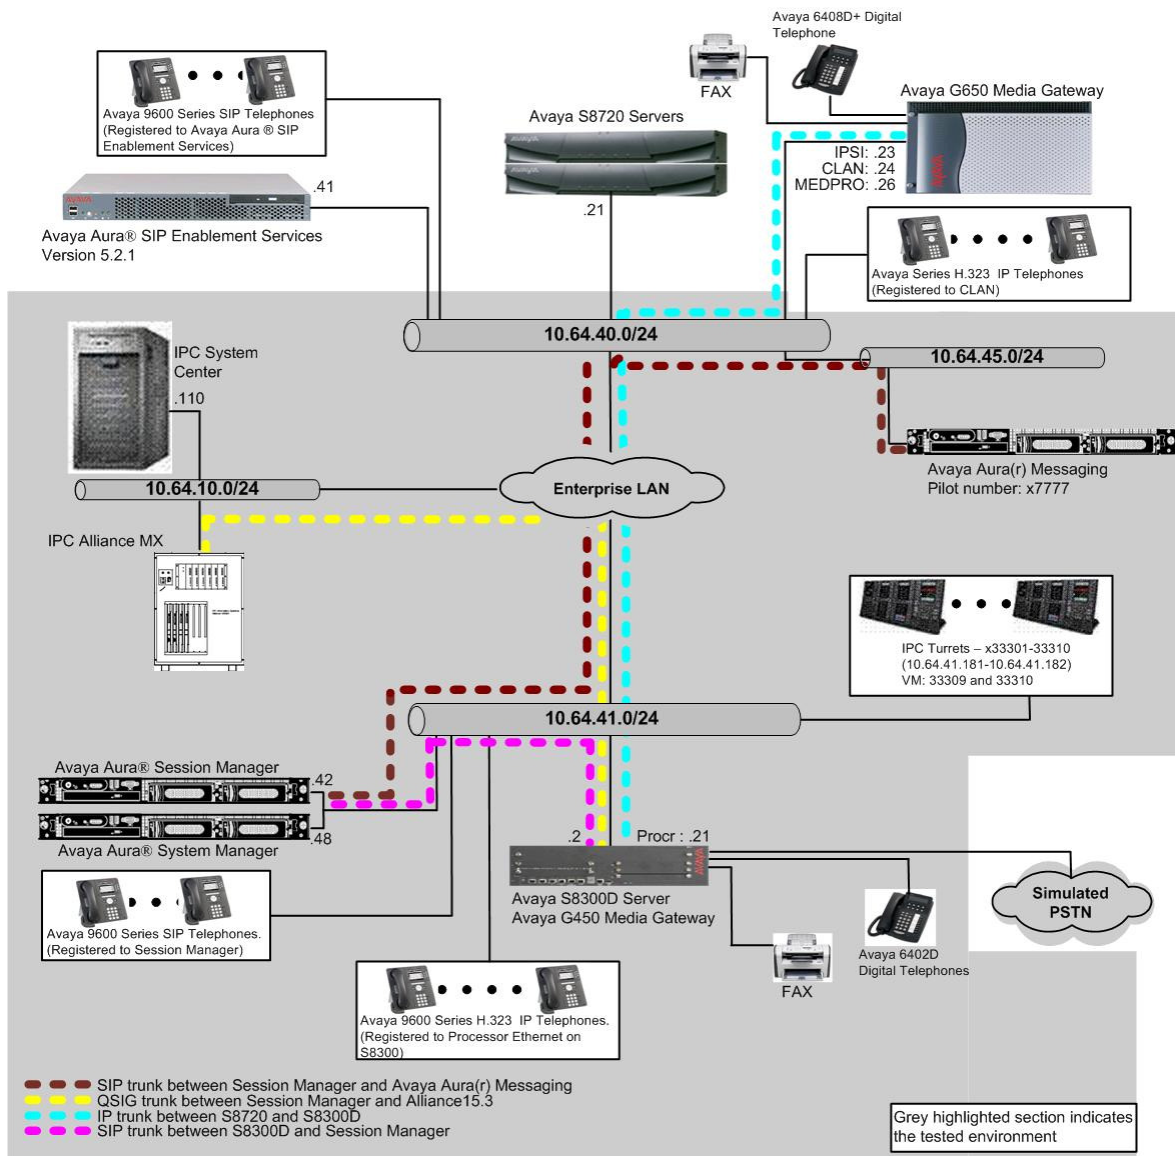 Avaya 6408D+ Digital
Telephone
FAX
Avaya G650 Media Gateway
Avaya 9600 Series SIP Telephones
(Registered to Avaya Aura ® SIP
Enablement Services)
Avaya S8720 Servers
AVAYA
AVAYA
AVAYA
IPSI: .23
CLAN: .24
MEDPRO: .26
.41
.21
AVAYA
Avaya Aura® SIP Enablement Services
Version 5.2.1
Avaya Series H.323 IP Telephones
(Registered to CLAN)
10.64.40.0/24
10.64.45.0/24
IPC System
Center
.110
Avaya Aura(r) Messaging
Pilot number: x7777
10.64.10.0/24
Enterprise LAN
IPC Alliance MX
IPC Turrets – x33301-33310
(10.64.41.181-10.64.41.182)
VM: 33309 and 33310
10.64.41.0/24
Avaya Aura® Session Manager
.42
.48
Avaya Aura® System Manager
.2
Procr : .21
AVAYA
Avaya S8300D Server
Avaya G450 Media Gateway
Simulated
PSTN
Avaya 9600 Series SIP Telephones.
(Registered to Session Manager)
Avaya 6402D
Digital Telephones
FAX
Avaya 9600 Series H.323 IP Telephones.
(Registered to Processor Ethernet on
S8300)
SIP trunk between Session Manager and Avaya Aura(r) Messaging
QSIG trunk between Session Manager and Alliance15.3
IP trunk between S8720 and S8300D
SIP trunk between S8300D and Session Manager
Grey highlighted section indicates
the tested environment